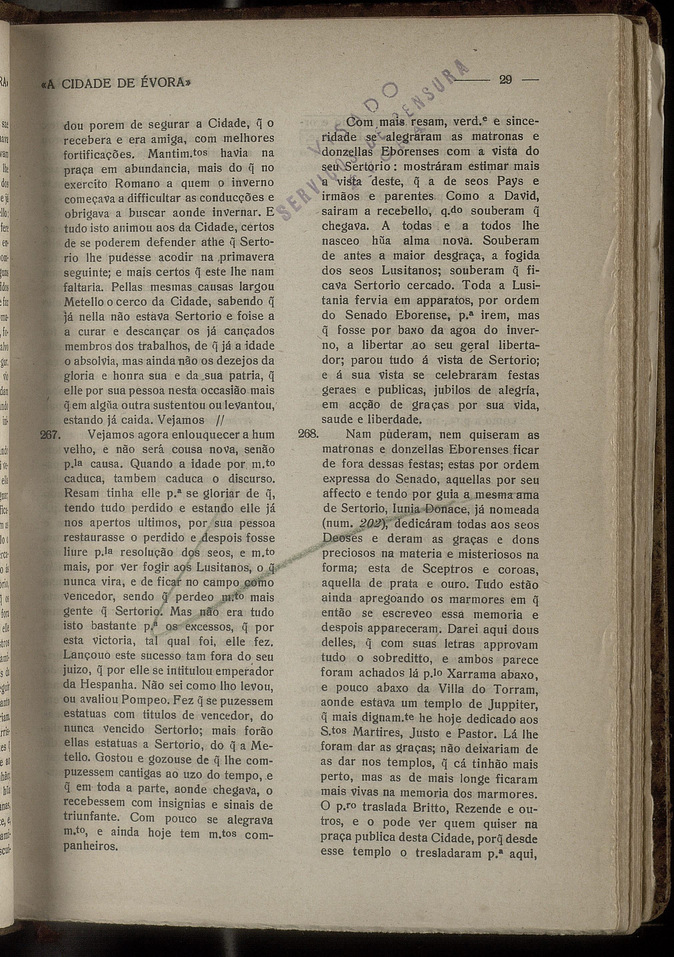 «A CIDADE DE ÉVORA»
29
dou porem de segurar a Cidade, q̃ o
recebera e era amiga, com melhores
fortificações. Mantim.tos havia na
praça em abundancia, mais do q̃ no
exercito Romano a quem o inverno
começava a difficultar as conducções e
obrigava a buscar aonde invernar. E
tudo isto animou aos da Cidade, certos
de se poderem defender athe q̃ Serto-
rio lhe pudesse acodir na primavera
seguinte; e mais certos q̃ este lhe nam
faltaria. Pellas mesmas causas largou
Metello o cerco da Cidade, sabendo q̃
já nella não estava Sertorio e foise a
a curar e descançar os já cançados
membros dos trabalhos, de q̃ já a idade
o absolvia, mas ainda não os dezejos da
gloria e honra sua e da sua patria, q̃
elle por sua pessoa nesta occasião mais
q̃ em algũa outra sustentou ou levantou,
estando já caida. Vejamos //
267. Vejamos agora enlouquecer a hum
velho, e não será cousa nova, senão
p.la causa. Quando a idade por m.to
caduca, tambem caduca o discurso.
Resam tinha elle p.a se gloriar de q̃,
tendo tudo perdido e estando elle já
nos apertos ultimos, por sua pessoa
restaurasse o perdido e despois fosse
liure p.la resolução dos seos, e m.to
mais, por ver fogir aos Lusitanos, o q̃
nunca vira, e de ficar no campo como
vencedor, sendo q̃ perdeo m.to mais
gente q̃ Sertorio. Mas não era tudo
isto bastante p.a os excessos, q̃ por
esta victoria, tal qual foi, elle fez.
Lançouo este sucesso tam fora do seu
juizo, q̃ por elle se intitulou emperador
da Hespanha. Não sei como lho levou,
ou avaliou Pompeo. Fez q̃ se puzessem
estatuas com titulos de vencedor, do
nunca vencido Sertorio; mais forão
ellas estatuas a Sertorio, do q̃ a Me-
tello. Gostou e gozouse de q̃ lhe com-
puzessem cantigas ao uzo do tempo, e
q̃ em toda a parte, aonde chegava, o
recebessem com insignias e sinais de
triunfante. Com pouco se alegrava
m.to, e ainda hoje tem m.tos com-
panheiros.
Com mais resam, verd.e e since-
ridade se alegraram as matronas e
donzellas Eborenses com a vista do
seu Sertorio: mostráram estimar mais
a vista deste, q̃ a de seos Pays e
irmãos e parentes. Como a David,
sairam a recebello, q.do souberam q̃
chegava. A todas e a todos lhe
nasceo hũa alma nova. Souberam
de antes a maior desgraça, a fogida
dos seos Lusitanos; souberam q̃ fi-
cava Sertorio cercado. Toda a Lusi-
tania fervia em apparatos, por ordem
do Senado Eborense, p.a irem, mas
q̃ fosse por baxo da agoa do inver-
no, a libertar ao seu geral liberta-
dor; parou tudo á vista de Sertorio;
e á sua vista se celebraram festas
geraes e publicas, jubilos de alegría,
em acção de graças por sua vida,
saude e liberdade.
268. Nam pùderam, nem quiseram as
matronas e donzellas Eborenses ficar
de fora dessas festas; estas por ordem
expressa do Senado, aquellas por seu
affecto e tendo por guia a mesma ama
de Sertorio, Iunia Donace, já nomeada
(num. 202), dedicáram todas aos seos
Deoses e deram as graças e dons
preciosos na materia e misteriosos na
forma; esta de Sceptros e coroas,
aquella de prata e ouro. Tudo estão
ainda apregoando os marmores em q̃
então se escreveo essa memoria e
despois appareceram. Darei aqui dous
delles, q̃ com suas letras approvam
tudo o sobreditto, e ambos parece
foram achados lá p.lo Xarrama abaxo,
e pouco abaxo da Villa do Torram,
aonde estava um templo de Juppiter,
q̃ mais dignam.te he hoje dedicado aos
S.tos Martires, Justo e Pastor. Lá lhe
foram dar as graças; não deixariam de
as dar nos templos, q̃ cá tinhão mais
perto, mas as de mais longe ficaram
mais vivas na memoria dos marmores.
O p.ro traslada Britto, Rezende e ou-
tros, e o pode ver quem quiser na
praça publica desta Cidade, porq̃ desde
esse templo o tresladaram p.a aqui,